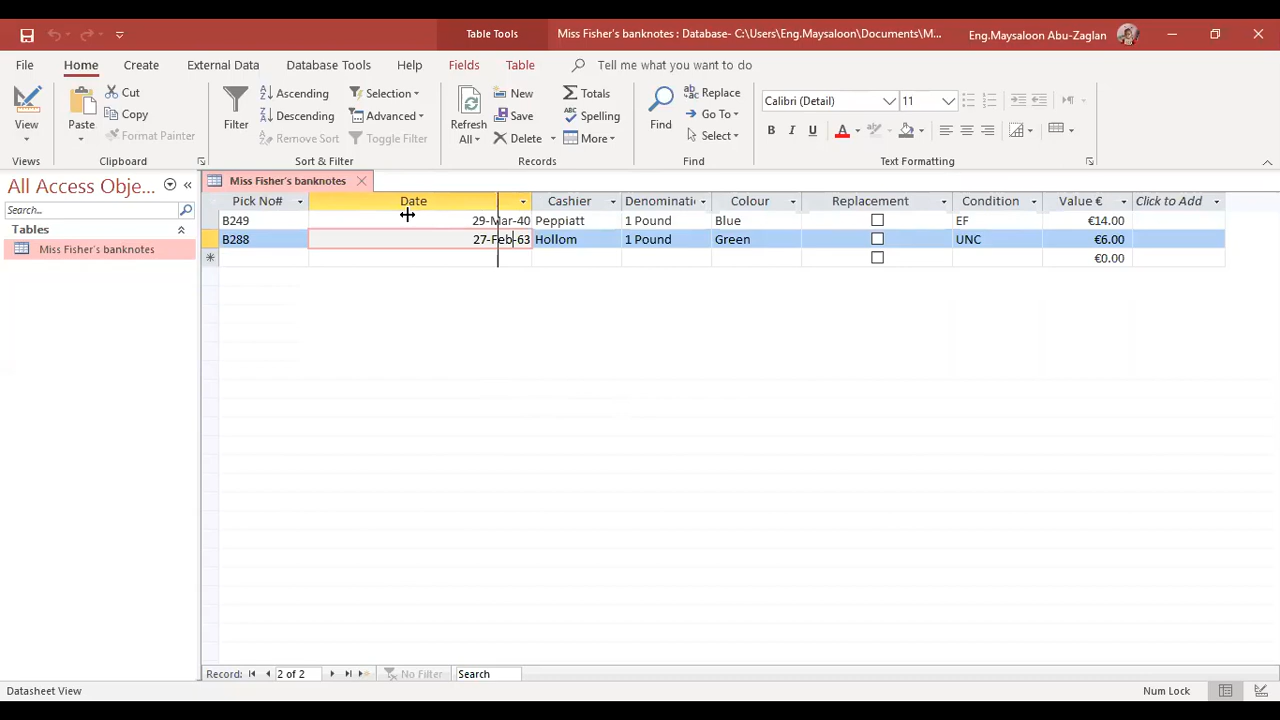 Table Tools
Miss Fisher's banknotes : Database- C:\Users\Eng.Maysaloon\Documents\M...
Eng.Maysaloon Abu-Zaglan
File
Home
Create
External Data
Database Tools
Help
Fields
Table
Tell me what you want to do
View
Views
Paste
Cut
Copy
Format Painter
Clipboard
Filter
Ascending
Descending
Remove Sort
Selection
Advanced
Toggle Filter
Sort & Filter
Refresh
All
New
Save
Delete
Totals
Spelling
More
Records
Find
Replace
Go To
Select
Find
Calibri (Detail)
11
B I U A
Text Formatting
All Access Obje...
Search...
Tables
Miss Fisher's banknotes
Miss Fisher's banknotes
Pick No# Date Cashier Denominati Colour Replacement Condition Value € Click to Add
B249 29-Mar-40 Peppiatt 1 Pound Blue EF €14.00
B288 27-Feb-63 Hollom 1 Pound Green UNC €6.00
€0.00
Record: 2 of 2 No Filter Search
Datasheet View
Num Lock